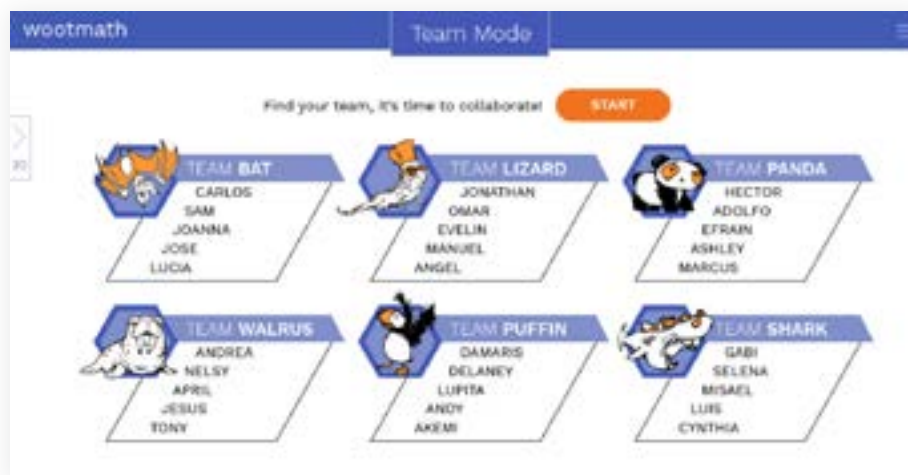 wootmath
Team Mode
Find your team, it's time to collaborate!
START
30
TEAM BAT
CARLOS
SAM
JOANNA
JOSE
LUCIA
TEAM LIZARD
JONATHAN
OMAR
EVELIN
MANUEL
ANGEL
TEAM PANDA
HECTOR
ADOLFO
EFRAIN
ASHLEY
MARCUS
TEAM WALRUS
ANDREA
NELSY
APRIL
JESUS
TONY
TEAM PUFFIN
DAMARIS
DELANEY
LUPITA
ANDY
AKEMI
TEAM SHARK
GABI
SELENA
MISAEL
LUIS
CYNTHIA